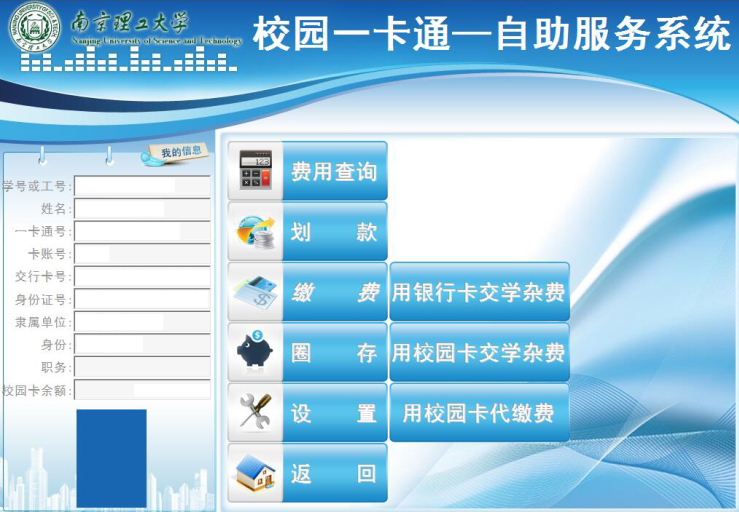 南京理工大学
Nanjing University of Science and Technology
校园一卡通—自助服务系统
我的信息
学号或工号:
姓名:
一卡通号:
卡账号:
交行卡号:
身份证号:
隶属单位:
身份:
职务:
校园卡余额:
123
费用查询
划 款
缴 费
用银行卡交学杂费
圈 存
用校园卡交学杂费
设 置
用校园卡代缴费
返 回